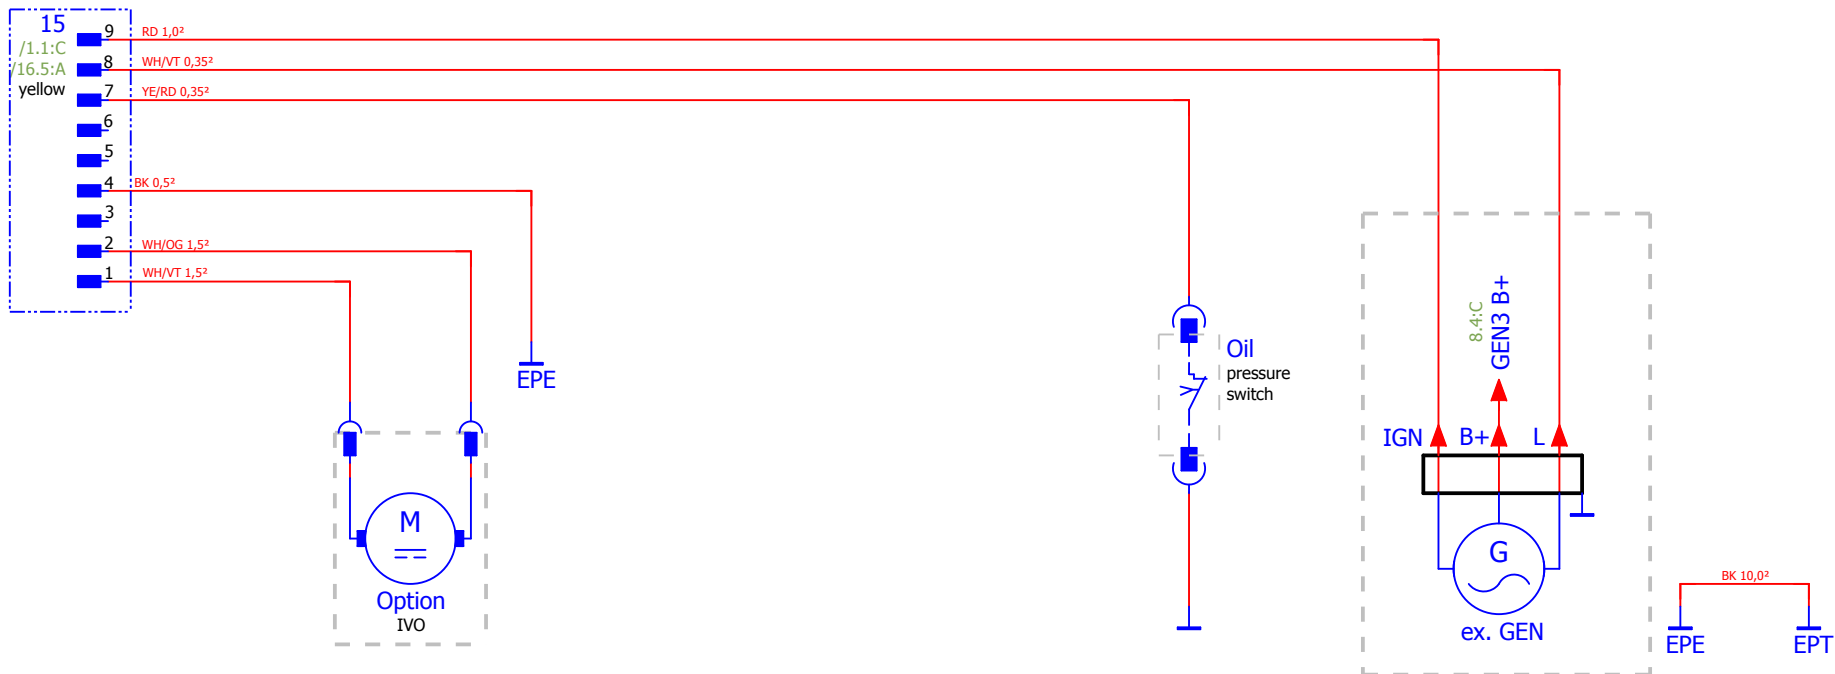 15
/1.1:C
/16.5:A
yellow
9
RD 1,0²
8
WH/VT 0,35²
7
YE/RD 0,35²
6
5
4
BK 0,5²
3
2
WH/OG 1,5²
1
WH/VT 1,5²
EPE
M
Option
IVO
Oil
pressure
switch
8.4:C
GEN3 B+
IGN
B+
L
G
ex. GEN
BK 10,0²
EPE
EPT